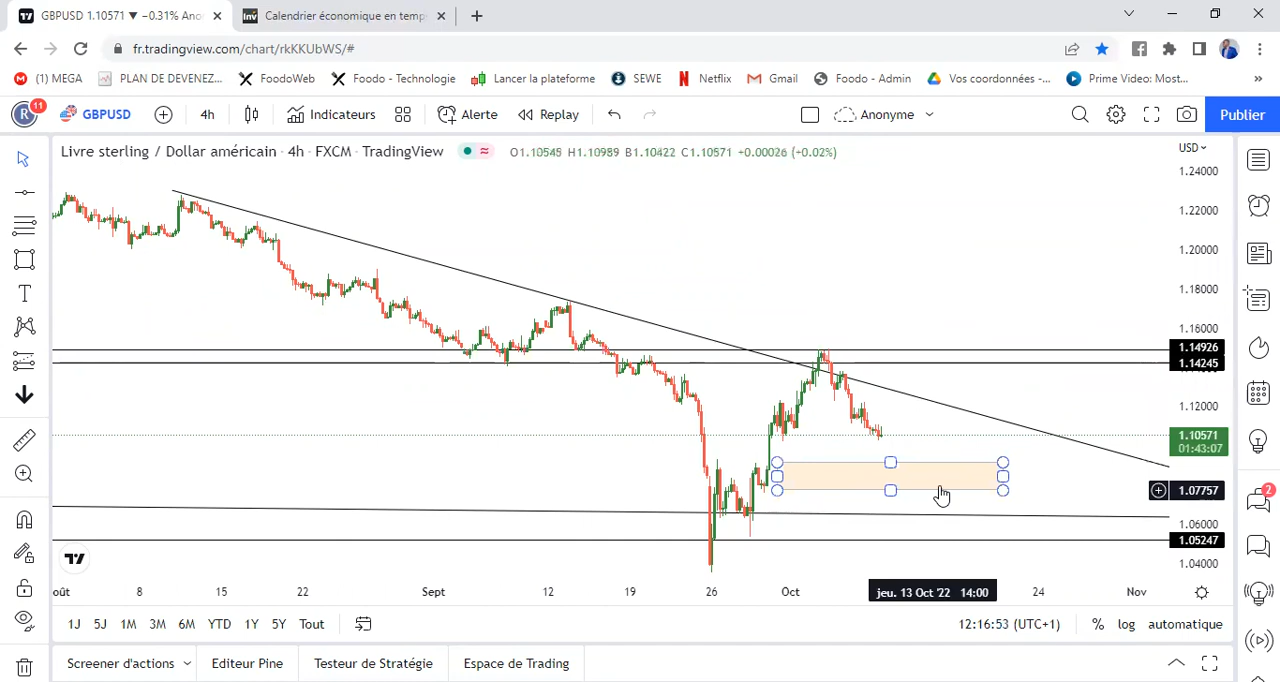 GBPUSD 1.10571 ▼ −0.31% Ano
Calendrier économique en temp
fr.tradingview.com/chart/rkKKUbWS/#
(1) MEGA
PLAN DE DEVENEZ...
FoodoWeb
Foodo - Technologie
Lancer la plateforme
SEWE
Netflix
Gmail
Foodo - Admin
Vos coordonnées -...
Prime Video: Most...
»
R 11
GBPUSD
4h
Indicateurs
Alerte
Replay
Anonyme
Publier
Livre sterling / Dollar américain · 4h · FXCM · TradingView
O1.10545 H1.10989 B1.10422 C1.10571 +0.00026 (+0.02%)
USD
1.24000
1.22000
1.20000
1.18000
1.16000
1.14926
1.14245
1.12000
1.10571
01:43:07
1.07757
1.06000
1.05247
1.04000
2
oût
8
15
22
Sept
12
19
26
Oct
jeu. 13 Oct '22 14:00
24
Nov
1J 5J 1M 3M 6M YTD 1Y 5Y Tout
12:16:53 (UTC+1)
% log automatique
Screener d'actions
Editeur Pine
Testeur de Stratégie
Espace de Trading